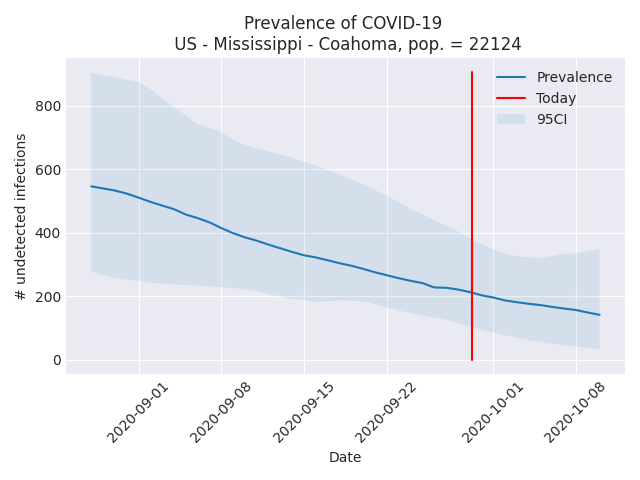 Prevalence of COVID-19
US - Mississippi - Coahoma, pop. = 22124
Prevalence
Today
95CI
# undetected infections
800
600
400
200
0
2020-09-01
2020-09-08
2020-09-15
2020-09-22
2020-10-01
2020-10-08
Date